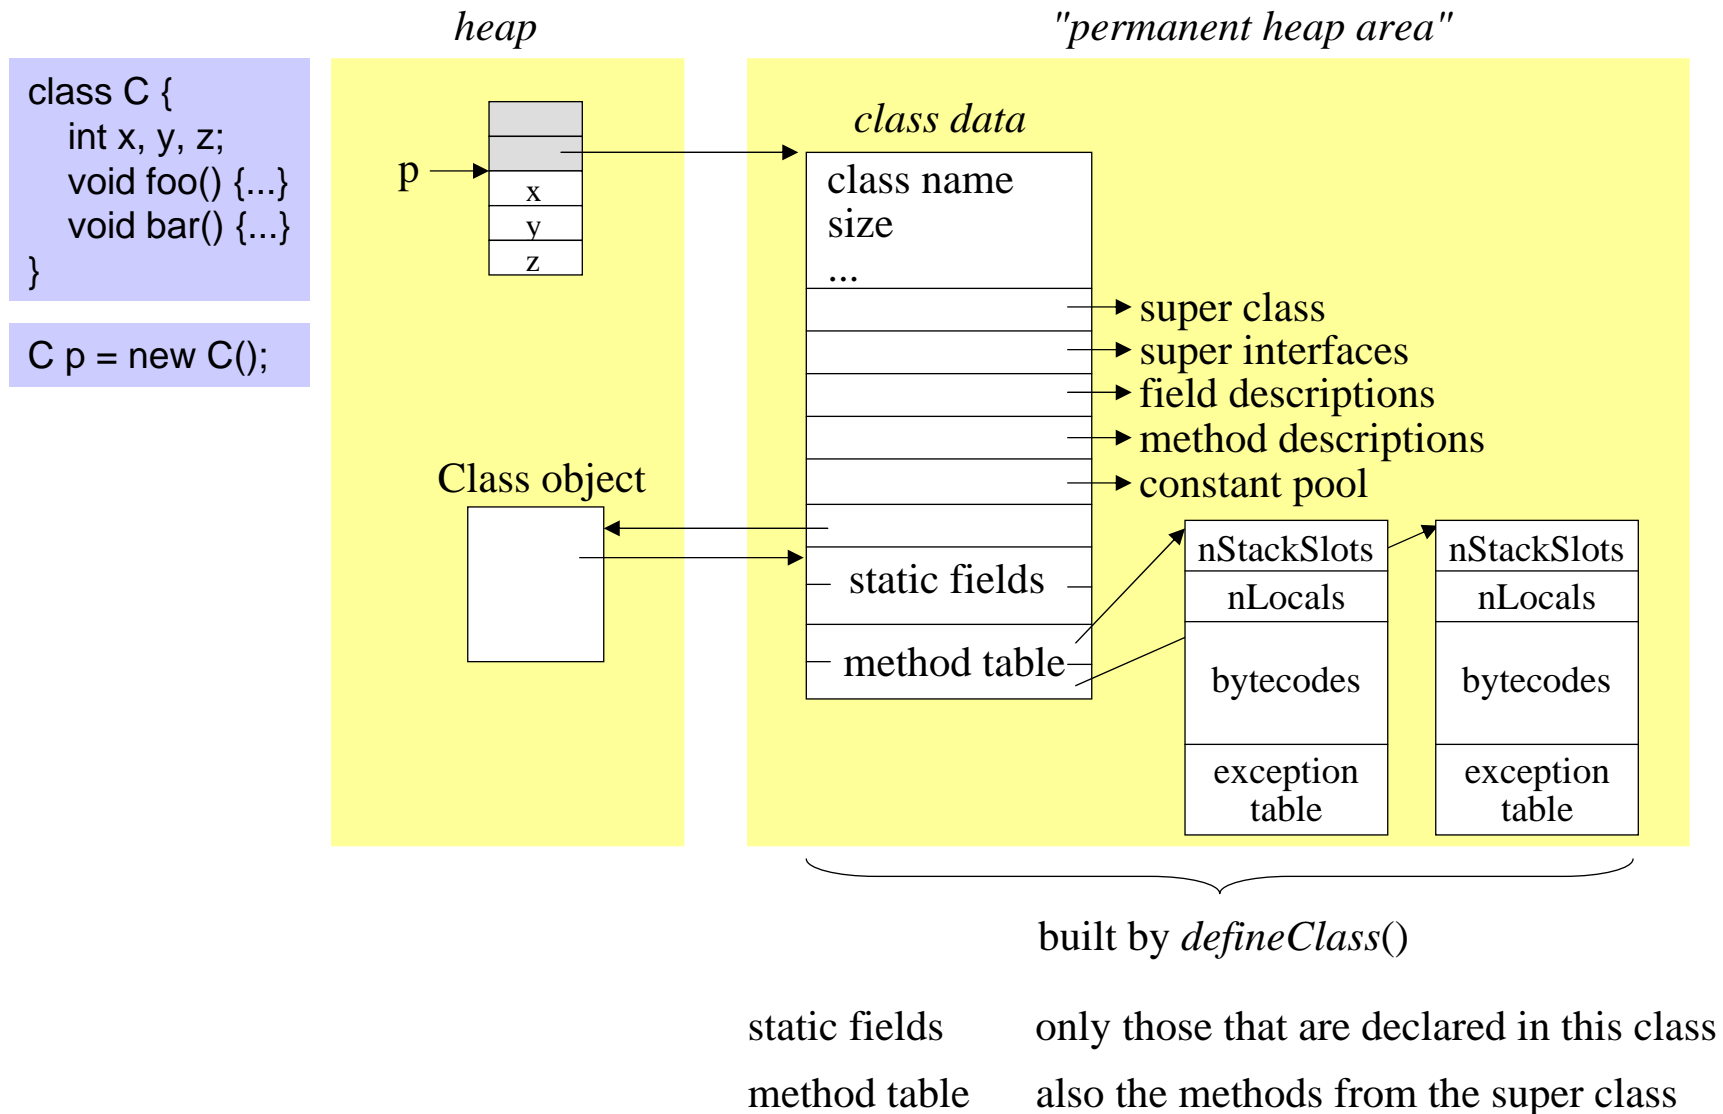 heap
"permanent heap area"
class C {
int x, y, z;
void foo() {...}
void bar() {...}
}
C p = new C();
p
x
y
z
Class object
class data
class name
size
...
super class
super interfaces
field descriptions
method descriptions
constant pool
static fields
method table
nStackSlots
nLocals
bytecodes
exception
table
nStackSlots
nLocals
bytecodes
exception
table
built by defineClass()
static fields only those that are declared in this class
method table also the methods from the super class